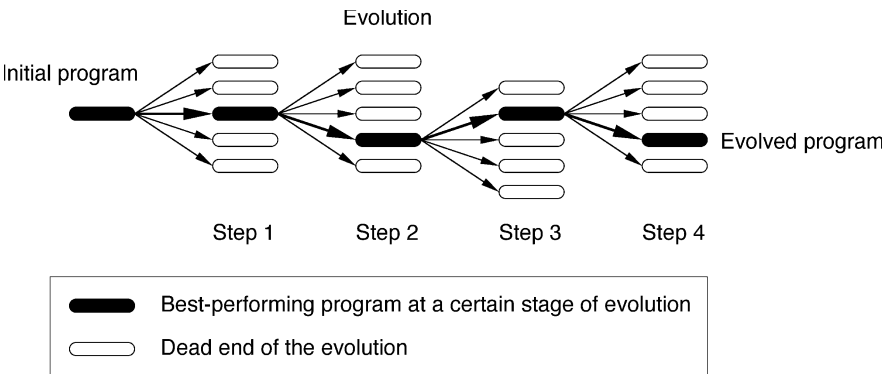 Evolution
Initial program
Evolved program
Step 1 Step 2 Step 3 Step 4
Best-performing program at a certain stage of evolution
Dead end of the evolution